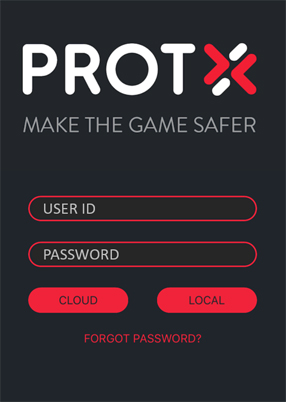 PROTX
MAKE THE GAME SAFER
USER ID
PASSWORD
CLOUD LOCAL
FORGOT PASSWORD?